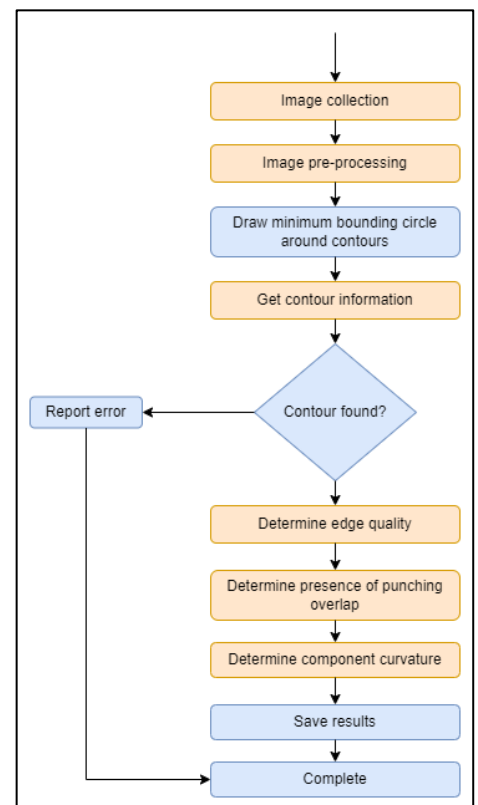 Image collection
Image pre-processing
Draw minimum bounding circle
around contours
Get contour information
Contour found?
Report error
Determine edge quality
Determine presence of punching
overlap
Determine component curvature
Save results
Complete